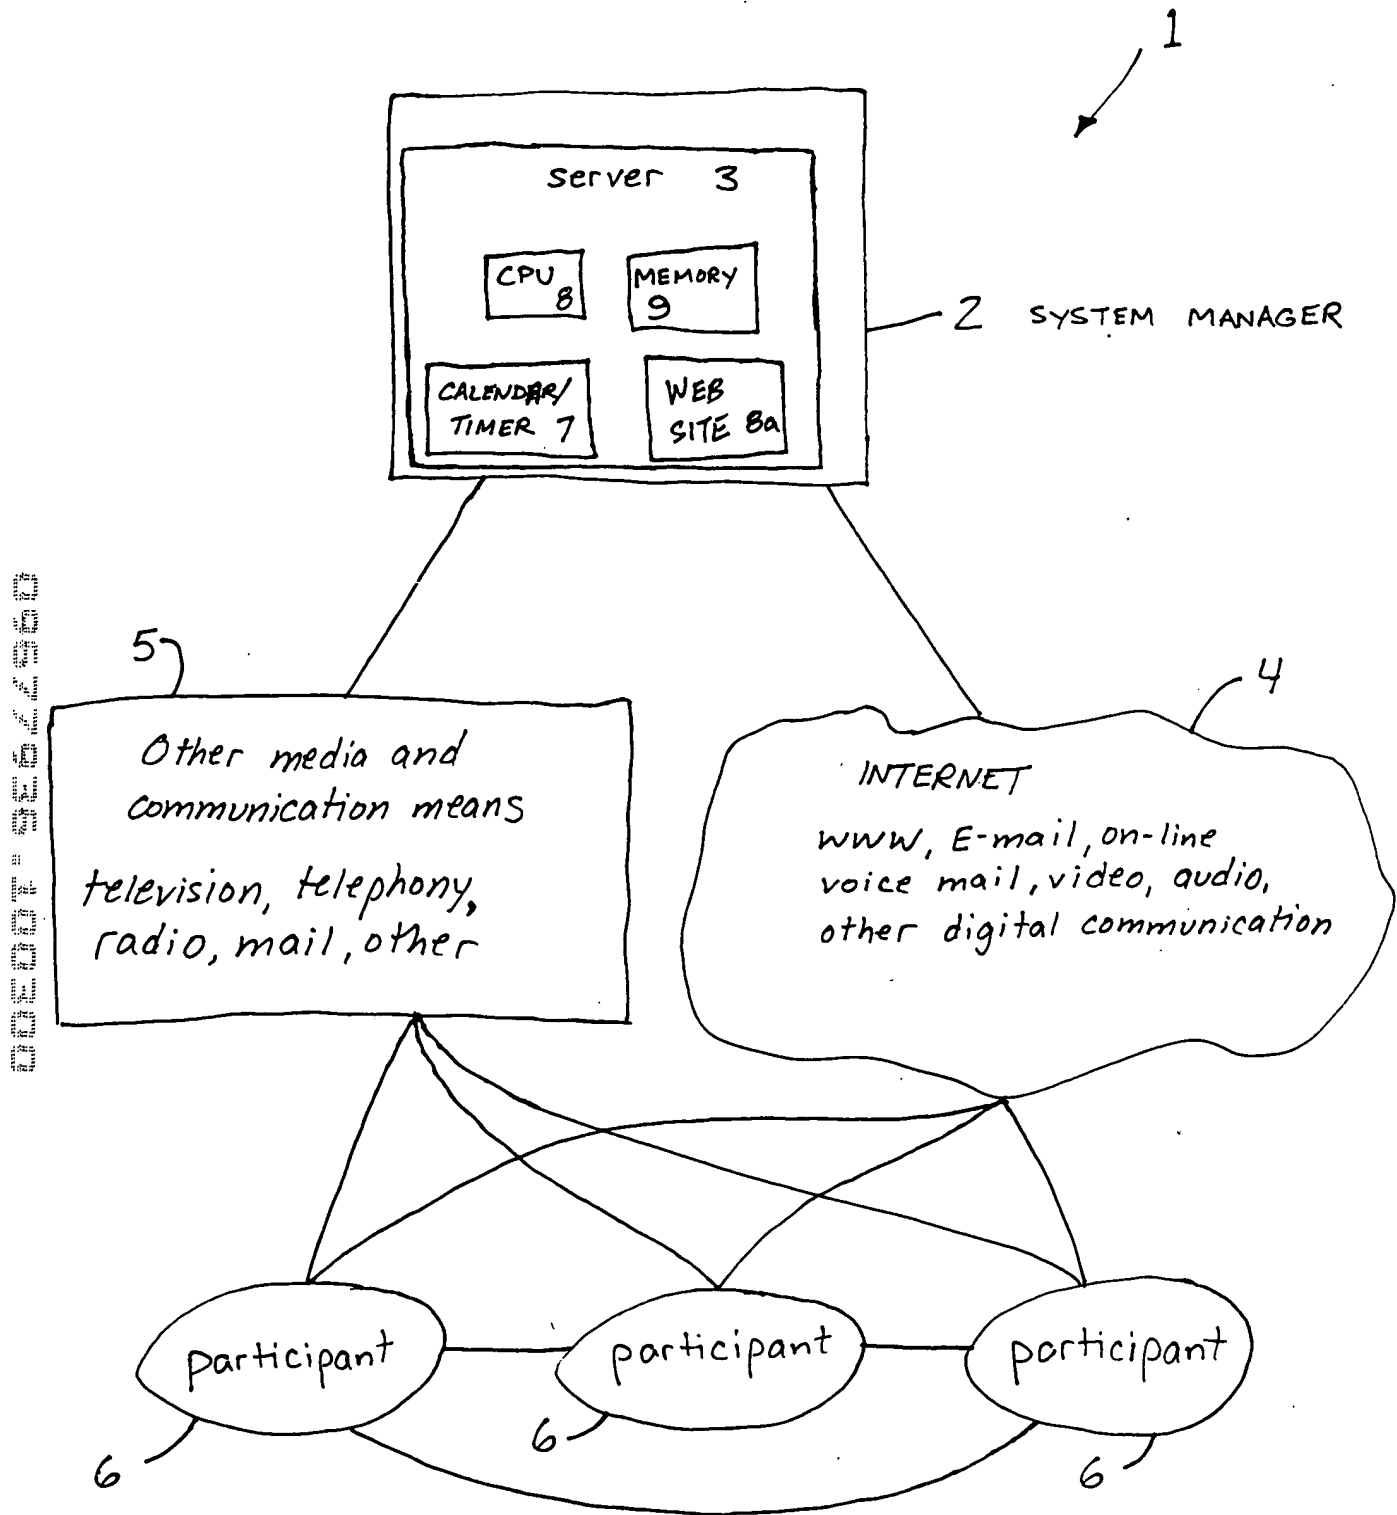 1
server 3
CPU
8
MEMORY
9
2 SYSTEM MANAGER
CALENDAR/
TIMER 7
WEB
SITE 8a
5
Other media and
communication means
television, telephony,
radio, mail, other
4
INTERNET
WWW, E-mail, on-line
voice mail, video, audio,
other digital communication
participant
participant
participant
6
6
6
09677635.100300